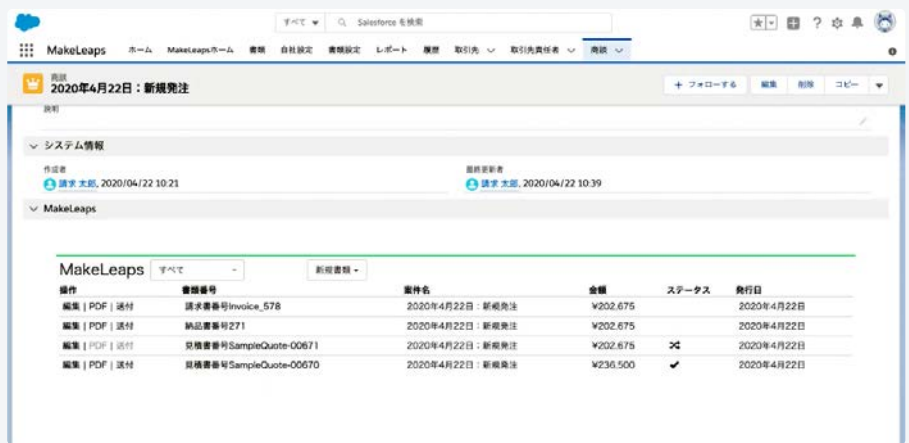 すべて ▼ Salesforce を検索
MakeLeaps ホーム MakeLeapsホーム 書類 自社設定 書類設定 レポート 履歴 取引先 取引先責任者 商談
商談
2020年4月22日：新規発注
+ フォローする 編集 削除 コピー
説明
システム情報
作成者 最終更新者
請求 太郎, 2020/04/22 10:21 請求 太郎, 2020/04/22 10:39
MakeLeaps
MakeLeaps すべて 新規書類
操作 書類番号 案件名 金額 ステータス 発行日
編集 | PDF | 送付 請求書番号Invoice_578 2020年4月22日：新規発注 ¥202,675 2020年4月22日
編集 | PDF | 送付 納品書番号271 2020年4月22日：新規発注 ¥202,675 2020年4月22日
編集 | PDF | 送付 見積書番号SampleQuote-00671 2020年4月22日：新規発注 ¥202,675 2020年4月22日
編集 | PDF | 送付 見積書番号SampleQuote-00670 2020年4月22日：新規発注 ¥236,500 2020年4月22日